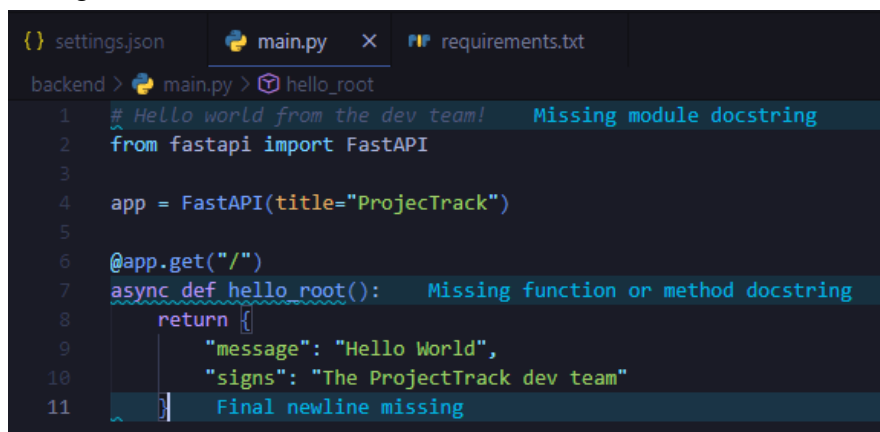 {} settings.json main.py × requirements.txt
backend > main.py > hello_root
1 # Hello world from the dev team! Missing module docstring
2 from fastapi import FastAPI
3
4 app = FastAPI(title="ProjecTrack")
5
6 @app.get("/")
7 async def hello_root(): Missing function or method docstring
8 return {
9 "message": "Hello World",
10 "signs": "The ProjectTrack dev team"
11 } Final newline missing